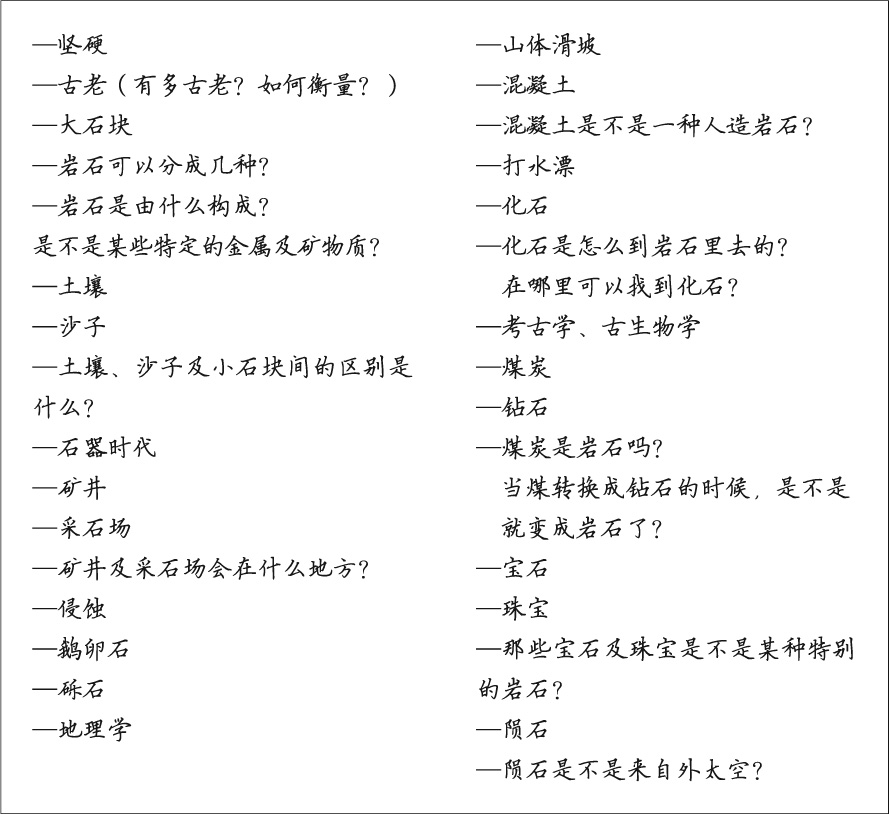 —坚硬
—古老（有多古老？如何衡量？）
—大石块
—岩石可以分成几种？
—岩石是由什么构成？
是不是某些特定的金属及矿物质？
—土壤
—沙子
—土壤、沙子及小石块间的区别是
什么？
—石器时代
—矿井
—采石场
—矿井及采石场会在什么地方？
—侵蚀
—鹅卵石
—砾石
—地理学
—山体滑坡
—混凝土
—混凝土是不是一种人造岩石？
—打水漂
—化石
—化石是怎么到岩石里去的？
在哪里可以找到化石？
—考古学、古生物学
—煤炭
—钻石
—煤炭是岩石吗？
当煤转换成钻石的时候，是不是
就变成岩石了？
—宝石
—珠宝
—那些宝石及珠宝是不是某种特别
的岩石？
—陨石
—陨石是不是来自外太空？